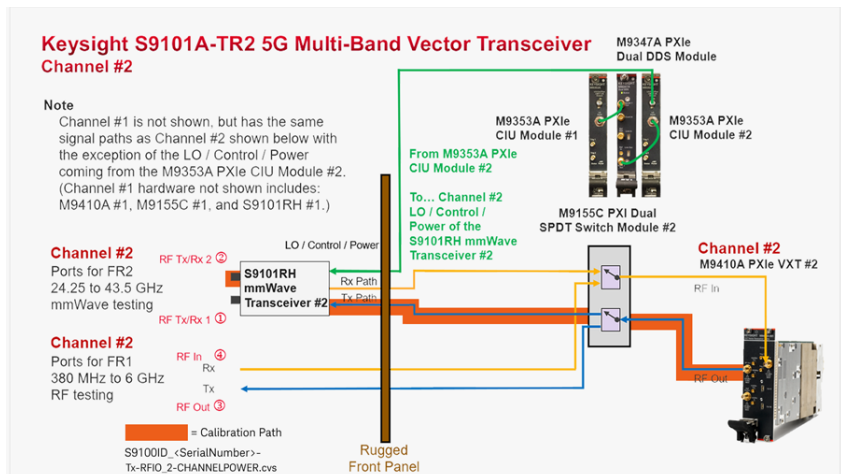 Keysight S9101A-TR2 5G Multi-Band Vector Transceiver
Channel #2
M9347A PXIe
Dual DDS Module
Note
Channel #1 is not shown, but has the same
signal paths as Channel #2 shown below with
the exception of the LO / Control / Power
coming from the M9353A PXIe CIU Module #2.
(Channel #1 hardware not shown includes:
M9410A #1, M9155C #1, and S9101RH #1.)
M9353A PXIe
CIU Module #1
M9353A PXIe
CIU Module #2
From M9353A PXIe
CIU Module #2
To... Channel #2
LO / Control /
Power of the
S9101RH mmWave
Transceiver #2
M9155C PXI Dual
SPDT Switch Module #2
LO / Control / Power
Channel #2
Ports for FR2
24.25 to 43.5 GHz
mmWave testing
RF Tx/Rx 2 ②
S9101RH
mmWave
Transceiver #2
RF Tx/Rx 1 ①
Rx Path
Tx Path
Channel #2
M9410A PXIe VXT #2
RF In
RF Out
Channel #2
Ports for FR1
380 MHz to 6 GHz
RF testing
RF In ④
Rx
Tx
RF Out ③
= Calibration Path
S9100ID_<SerialNumber>-
Tx-RFIO_2-CHANNELPOWER.cvs
Rugged
Front Panel